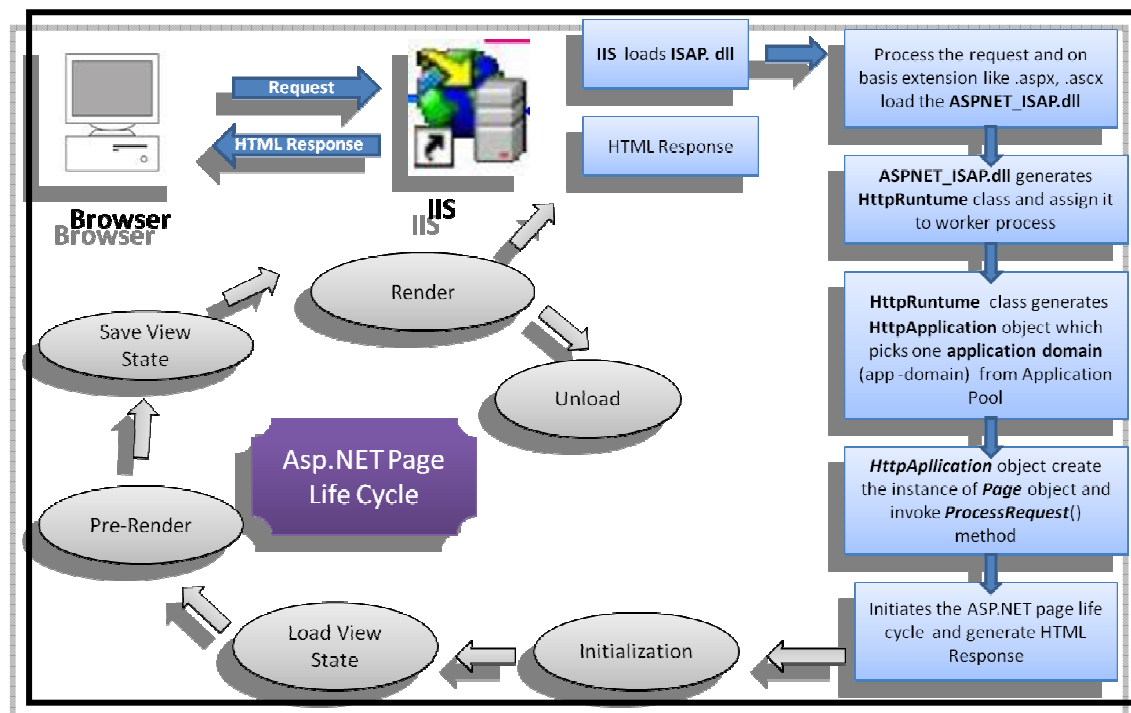 Request
HTML Response
Browser
IIS
IIS loads ISAP. dll
HTML Response
Process the request and on
basis extension like .aspx, .ascx
load the ASPNET_ISAP.dll
ASPNET_ISAP.dll generates
HttpRuntume class and assign it
to worker process
HttpRuntume class generates
HttpApplication object which
picks one application domain
(app -domain) from Application
Pool
HttpApllication object create
the instance of Page object and
invoke ProcessRequest()
method
Initiates the ASP.NET page life
cycle and generate HTML
Response
Initialization
Load View
State
Pre-Render
Save View
State
Render
Unload
Asp.NET Page
Life Cycle